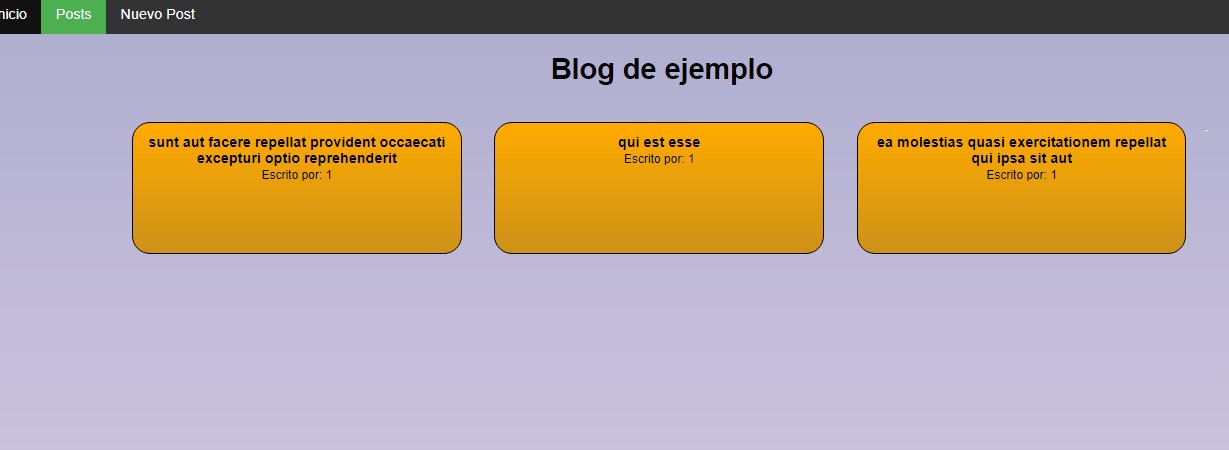 nicio Posts Nuevo Post
Blog de ejemplo
sunt aut facere repellat provident occaecati
excepturi optio reprehenderit
Escrito por: 1
qui est esse
Escrito por: 1
ea molestias quasi exercitationem repellat
qui ipsa sit aut
Escrito por: 1